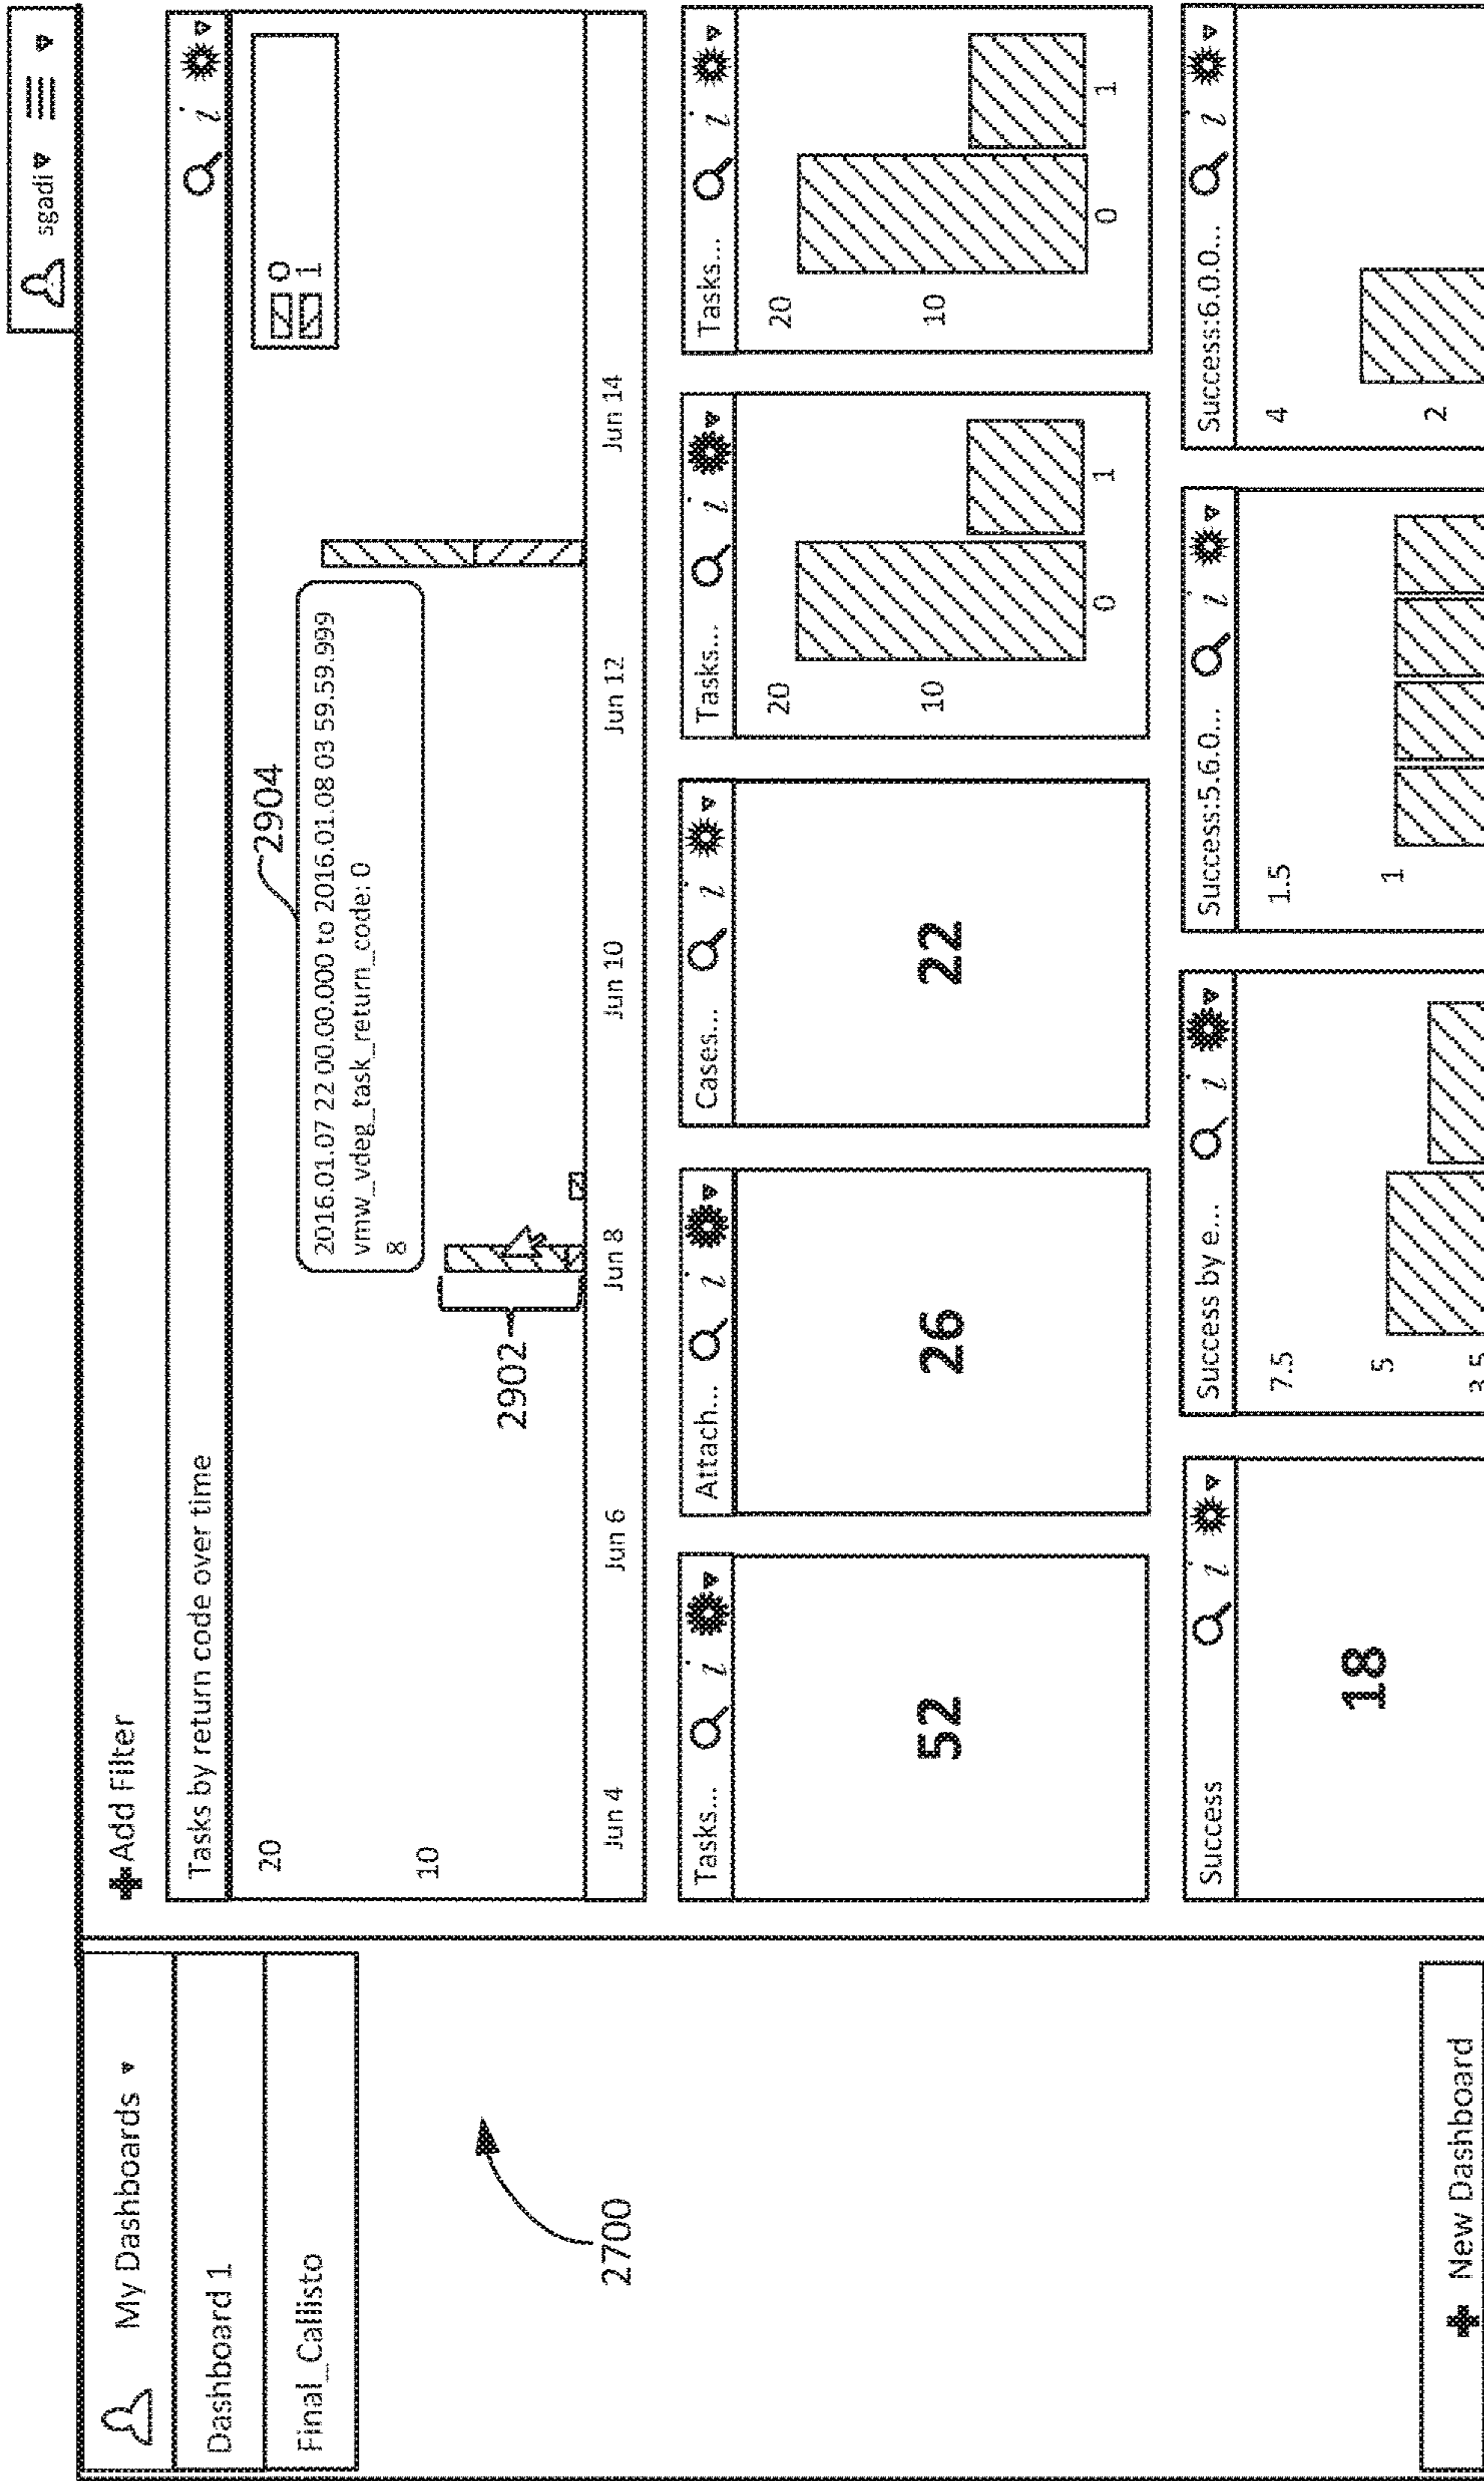 sgadi
My Dashboards
Dashboard 1
Final_Callisto
2700
New Dashboard
Add Filter
Tasks by return code over time
20
10
0
1
2904
2016.01.07 22 00.00.000 to 2016.01.08 03 59.59.999
vmw_vdeg_task_return_code: 0
8
2902
Jun 4 Jun 6 Jun 8 Jun 10 Jun 12 Jun 14
Tasks... i
52
Attach... i
26
Cases... i
22
Tasks... i
20
10
0 1
Tasks... i
20
10
0 1
Success i
18
Success by e... i
7.5
5
Success:5.6.0... i
1.5
1
Success:6.0.0... i
4
2